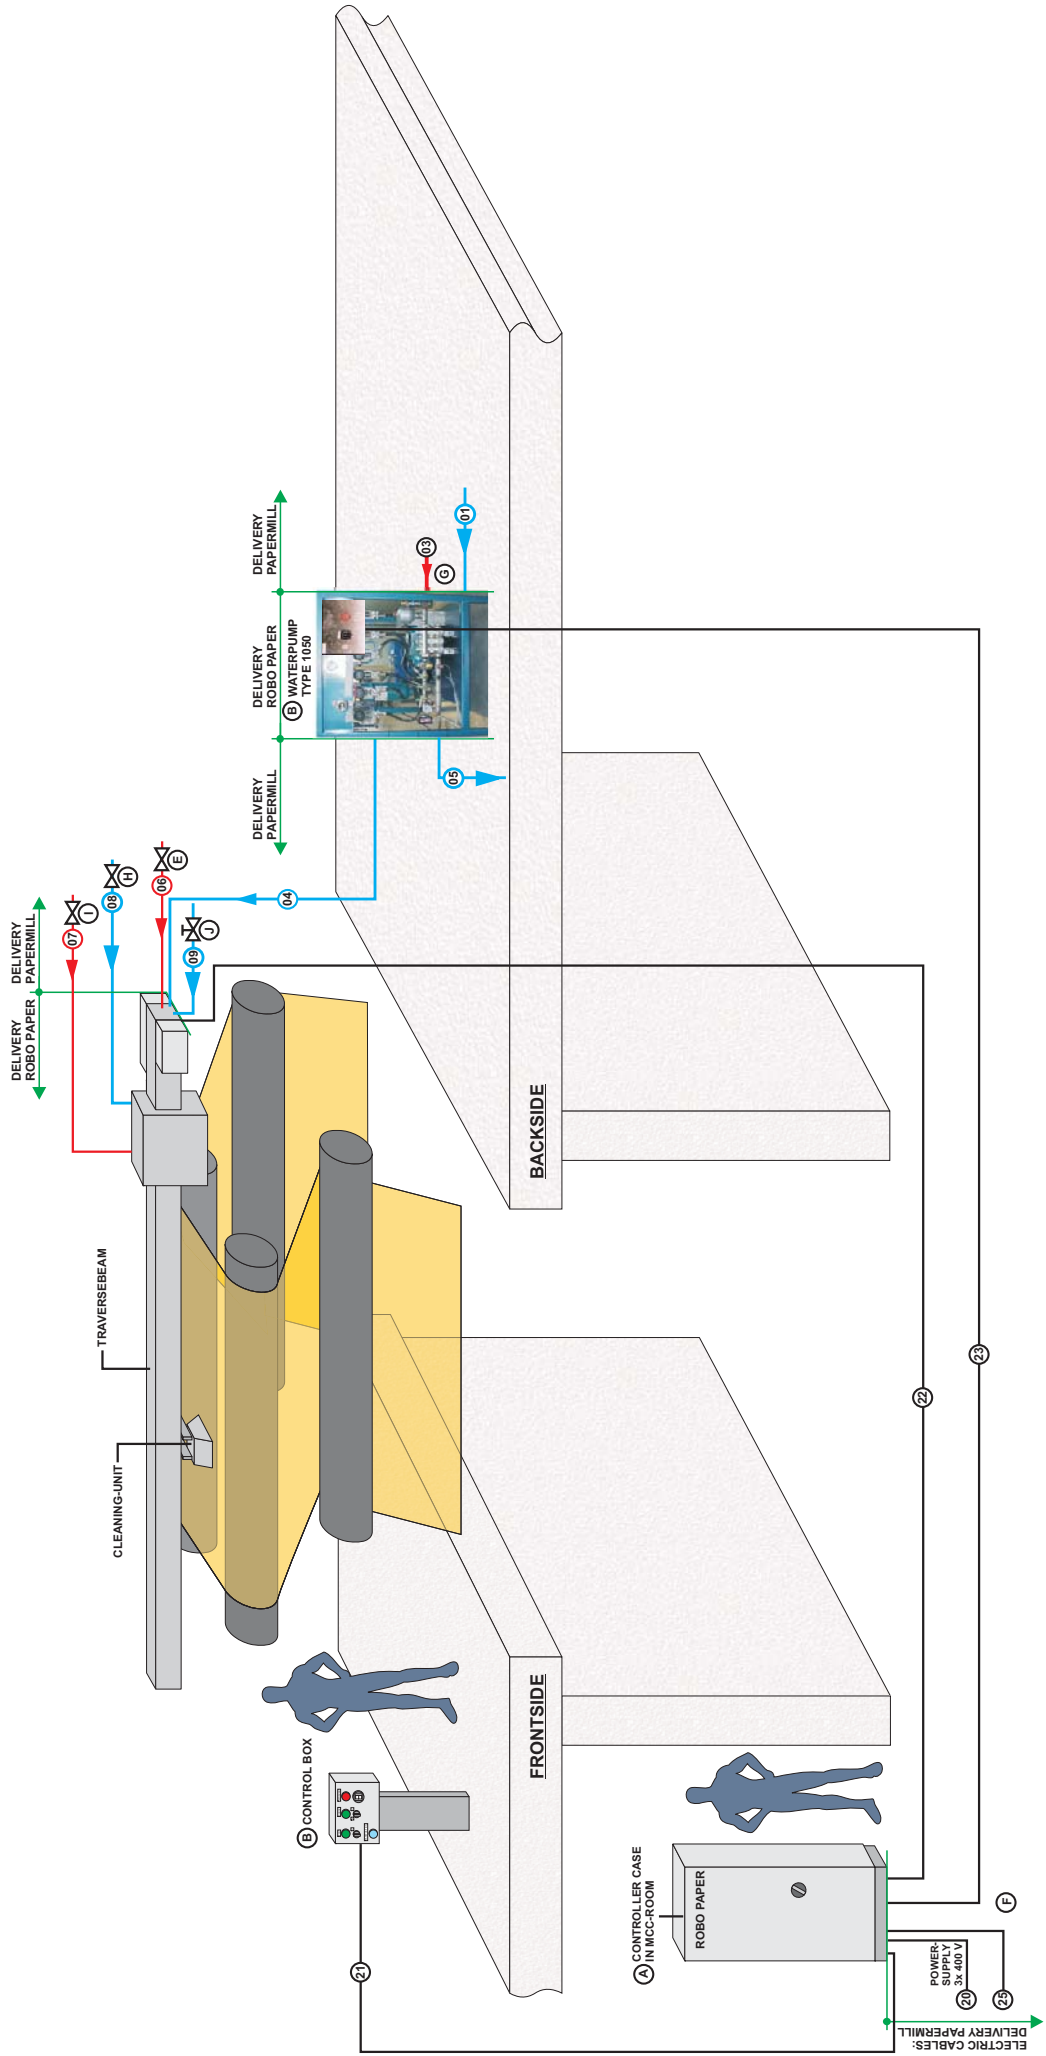 DELIVERY
ROBO PAPER
DELIVERY
PAPERMILL
07
I
08
H
06
E
09
J
04
TRAVERSEBEAM
CLEANING-UNIT
DELIVERY
PAPERMILL
DELIVERY
ROBO PAPER
DELIVERY
PAPERMILL
B WATERPUMP
TYPE 1050
03
G
01
05
B CONTROL BOX
FRONTSIDE
BACKSIDE
21
22
23
A CONTROLLER CASE
IN MCC-ROOM
ROBO PAPER
F
POWER-
SUPPLY
3x 400 V
20
25
ELECTRIC CABLES:
DELIVERY PAPERMILL